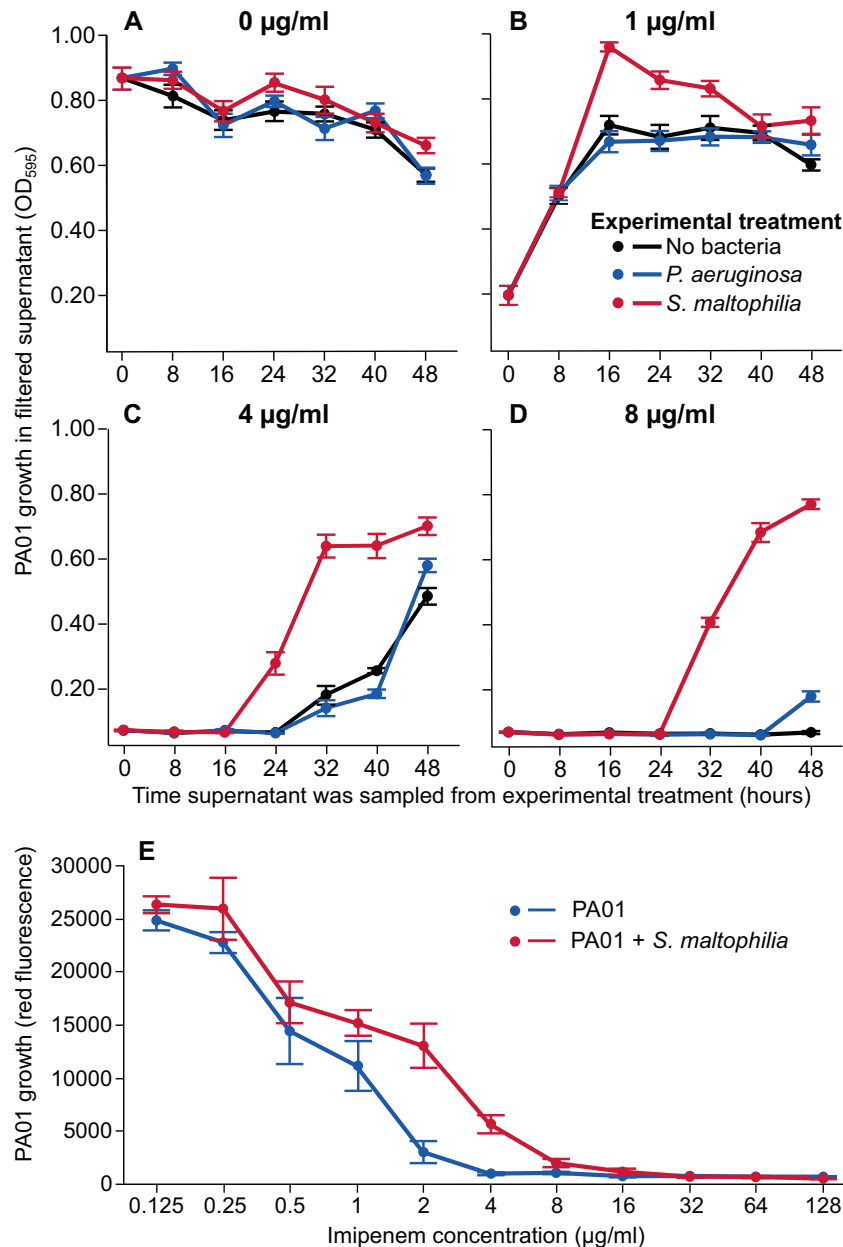 A 0 µg/ml
B 1 µg/ml
PA01 growth in filtered supernatant (OD595)
1.00
0.80
0.60
0.40
0.20
Experimental treatment
No bacteria
P. aeruginosa
S. maltophilia
0 8 16 24 32 40 48
0 8 16 24 32 40 48
C 4 µg/ml
D 8 µg/ml
1.00
0.80
0.60
0.40
0.20
0 8 16 24 32 40 48
0 8 16 24 32 40 48
Time supernatant was sampled from experimental treatment (hours)
E
PA01 growth (red fluorescence)
30000
25000
20000
15000
10000
5000
0
PA01
PA01 + S. maltophilia
0.125 0.25 0.5 1 2 4 8 16 32 64 128
Imipenem concentration (µg/ml)